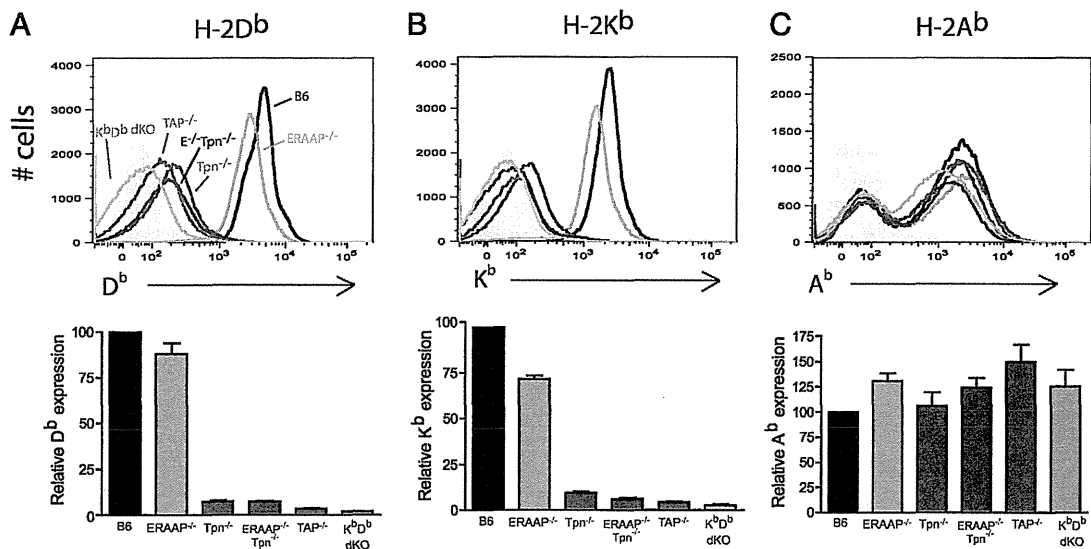 A
H-2Dᵇ
# cells
4000
3000
2000
1000
0
KᵇDᵇ dKO
TAP⁻/⁻
E⁻/⁻Tpn⁻/⁻
Tpn⁻/⁻
B6
ERAAP⁻/⁻
0 10² 10³ 10⁴ 10⁵
Dᵇ
Relative Dᵇ expression
100
75
50
25
0
B6 ERAAP⁻/⁻ Tpn⁻/⁻ ERAAP⁻/⁻ Tpn⁻/⁻ TAP⁻/⁻ KᵇDᵇ dKO
B
H-2Kᵇ
4000
3000
2000
1000
0
0 10² 10³ 10⁴ 10⁵
Kᵇ
Relative Kᵇ expression
100
75
50
25
0
B6 ERAAP⁻/⁻ Tpn⁻/⁻ ERAAP⁻/⁻ Tpn⁻/⁻ TAP⁻/⁻ KᵇDᵇ dKO
C
H-2Aᵇ
2500
2000
1500
1000
500
0
0 10² 10³ 10⁴ 10⁵
Aᵇ
Relative Aᵇ expression
175
150
125
100
75
50
25
0
B6 ERAAP⁻/⁻ Tpn⁻/⁻ ERAAP⁻/⁻ Tpn⁻/⁻ TAP⁻/⁻ KᵇDᵇ dKO